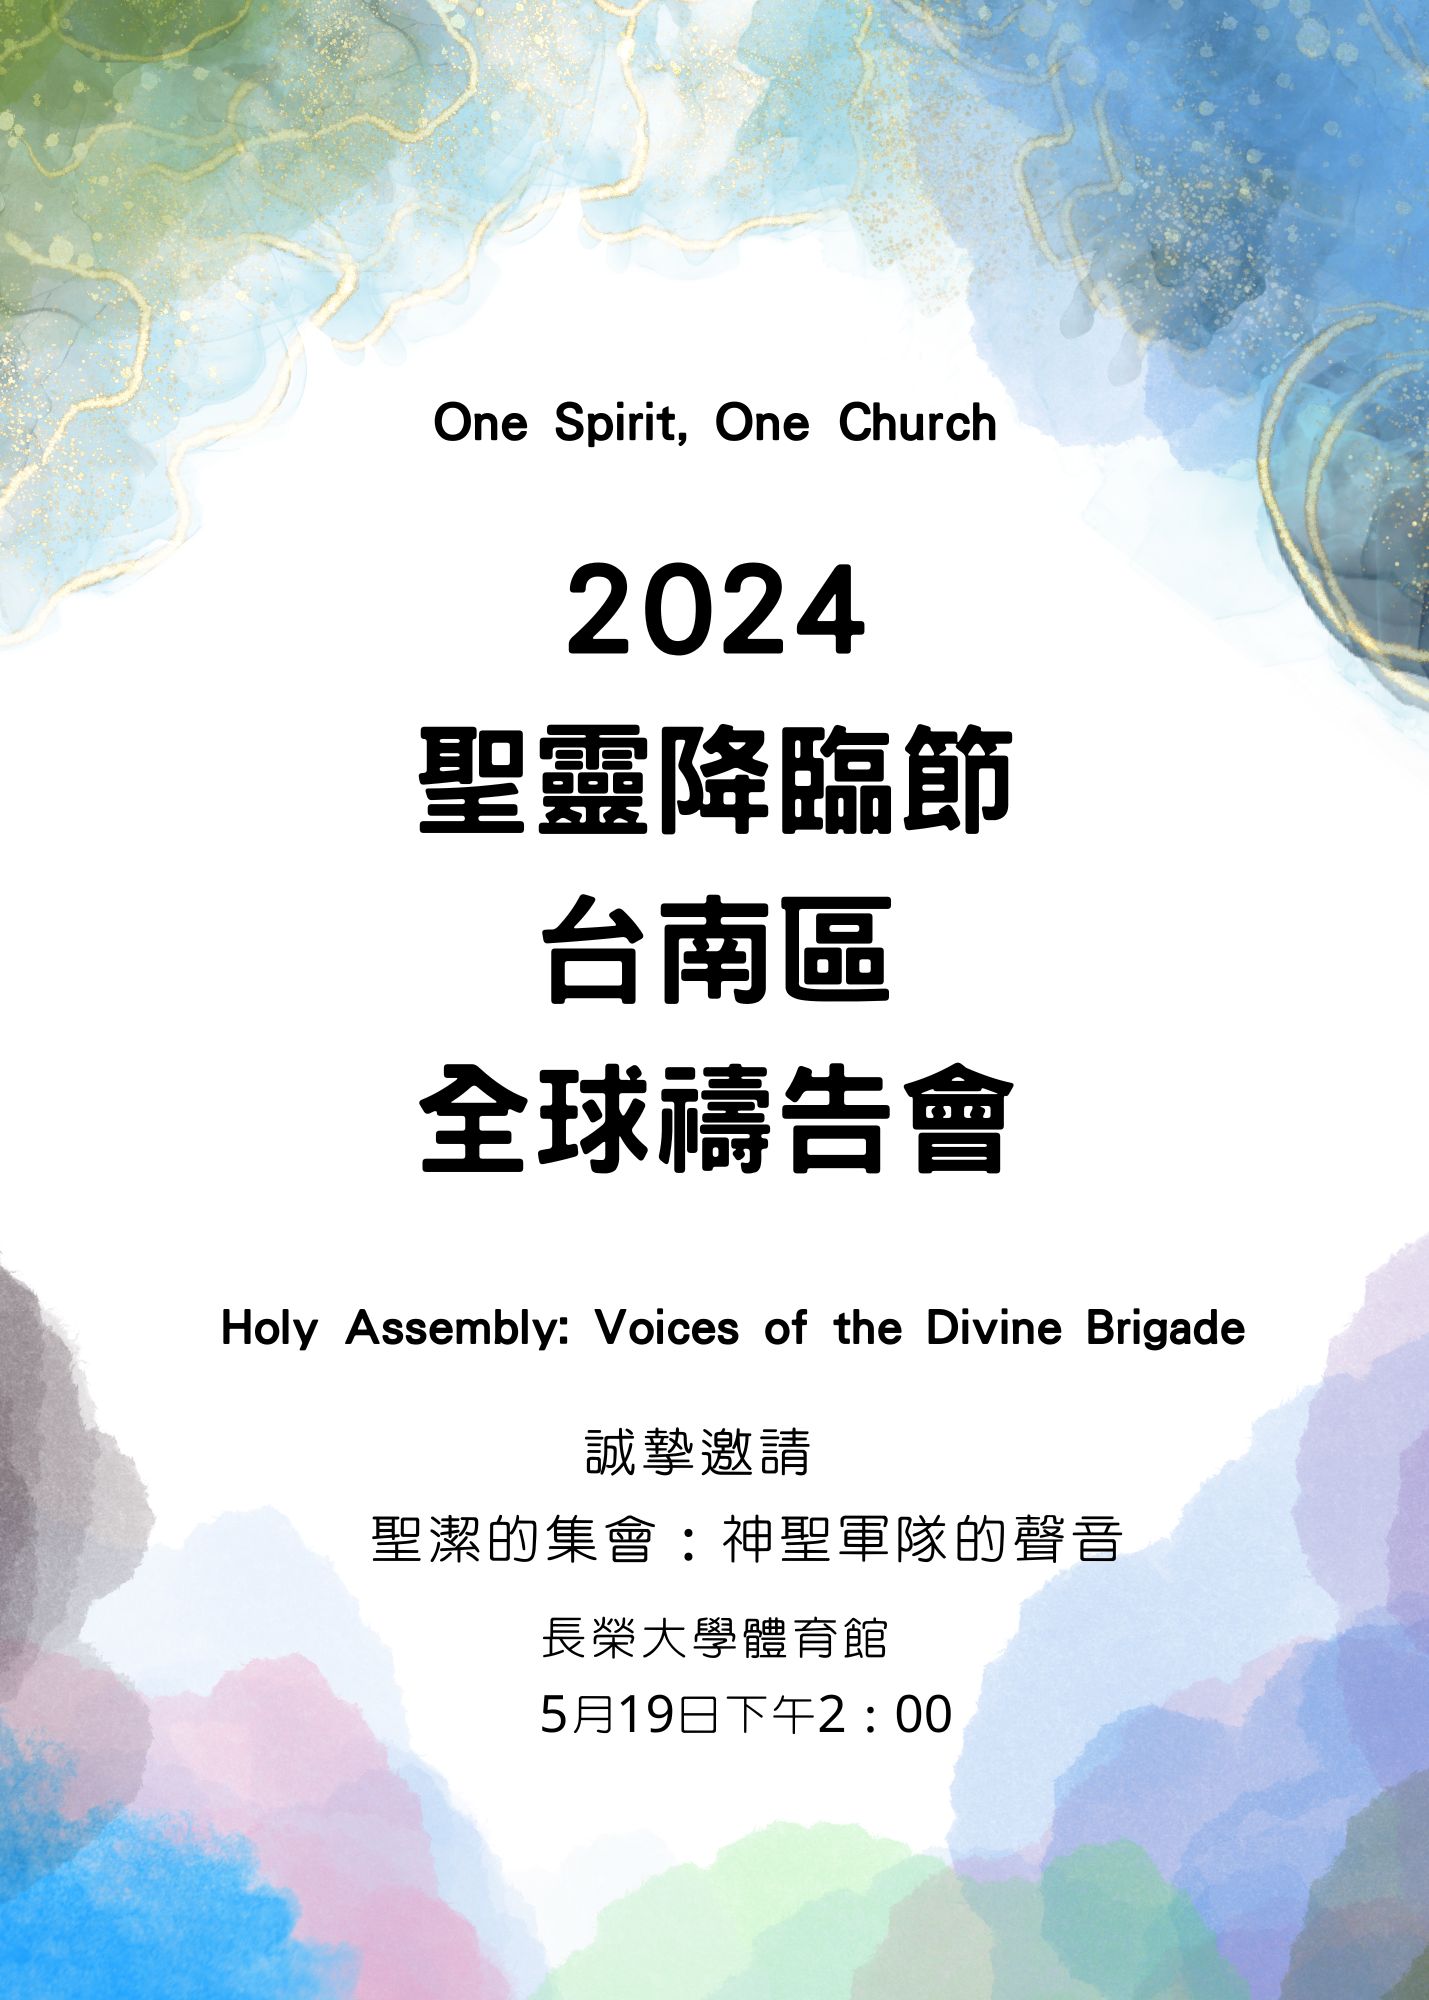 One Spirit, One Church
2024
聖靈降臨節
台南區
全球禱告會
Holy Assembly: Voices of the Divine Brigade
誠摯邀請
聖潔的集會：神聖軍隊的聲音
長榮大學體育館
5月19日下午2：00